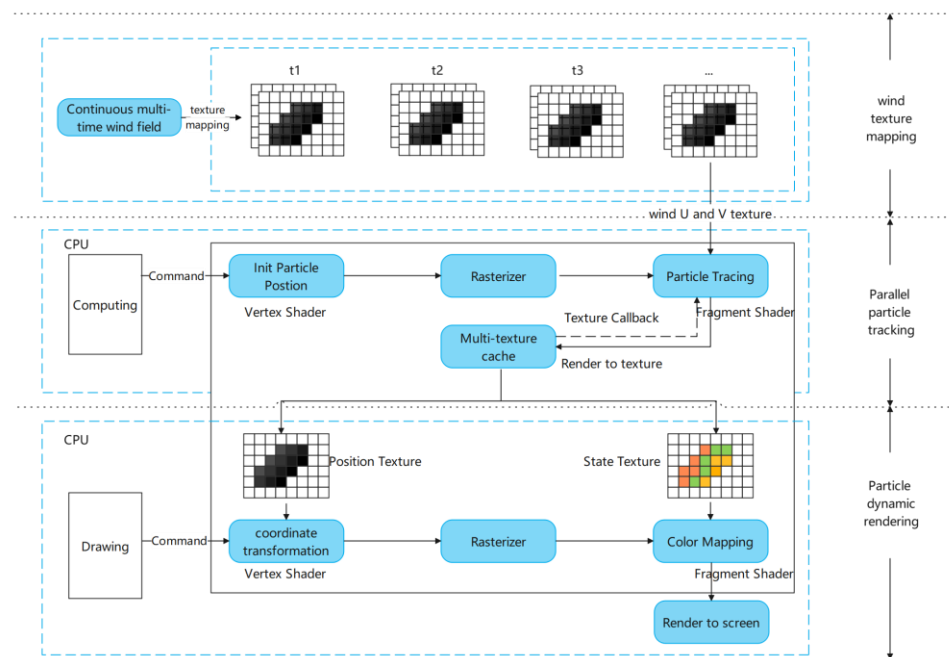 t1
t2
t3
...
Continuous multi-
time wind field
texture
mapping
wind
texture
mapping
wind U and V texture
CPU
Computing
Command
Init Particle
Postion
Vertex Shader
Rasterizer
Particle Tracing
Fragment Shader
Texture Callback
Multi-texture
cache
Render to texture
Parallel
particle
tracking
CPU
Position Texture
State Texture
Drawing
Command
coordinate
transformation
Vertex Shader
Rasterizer
Color Mapping
Fragment Shader
Render to screen
Particle
dynamic
rendering